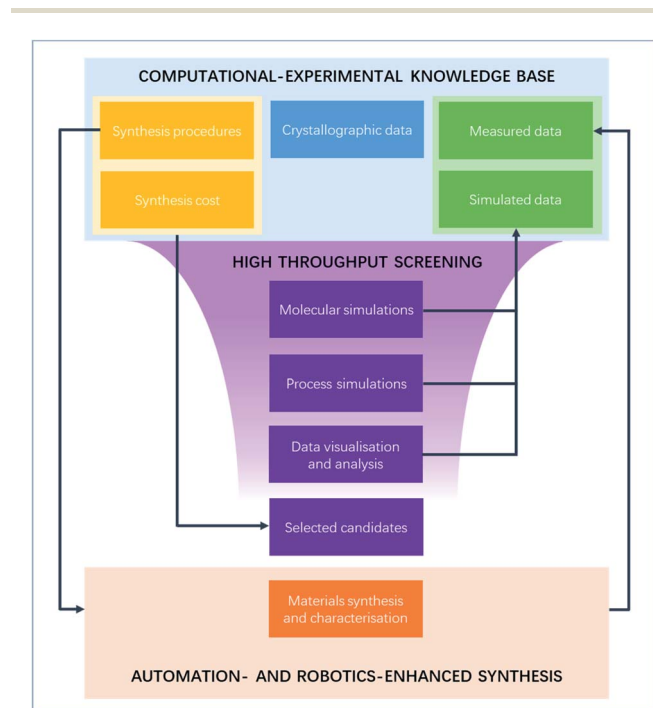 COMPUTATIONAL-EXPERIMENTAL KNOWLEDGE BASE
Synthesis procedures
Crystallographic data
Measured data
Synthesis cost
Simulated data
HIGH THROUGHPUT SCREENING
Molecular simulations
Process simulations
Data visualisation
and analysis
Selected candidates
Materials synthesis
and characterisation
AUTOMATION- AND ROBOTICS-ENHANCED SYNTHESIS